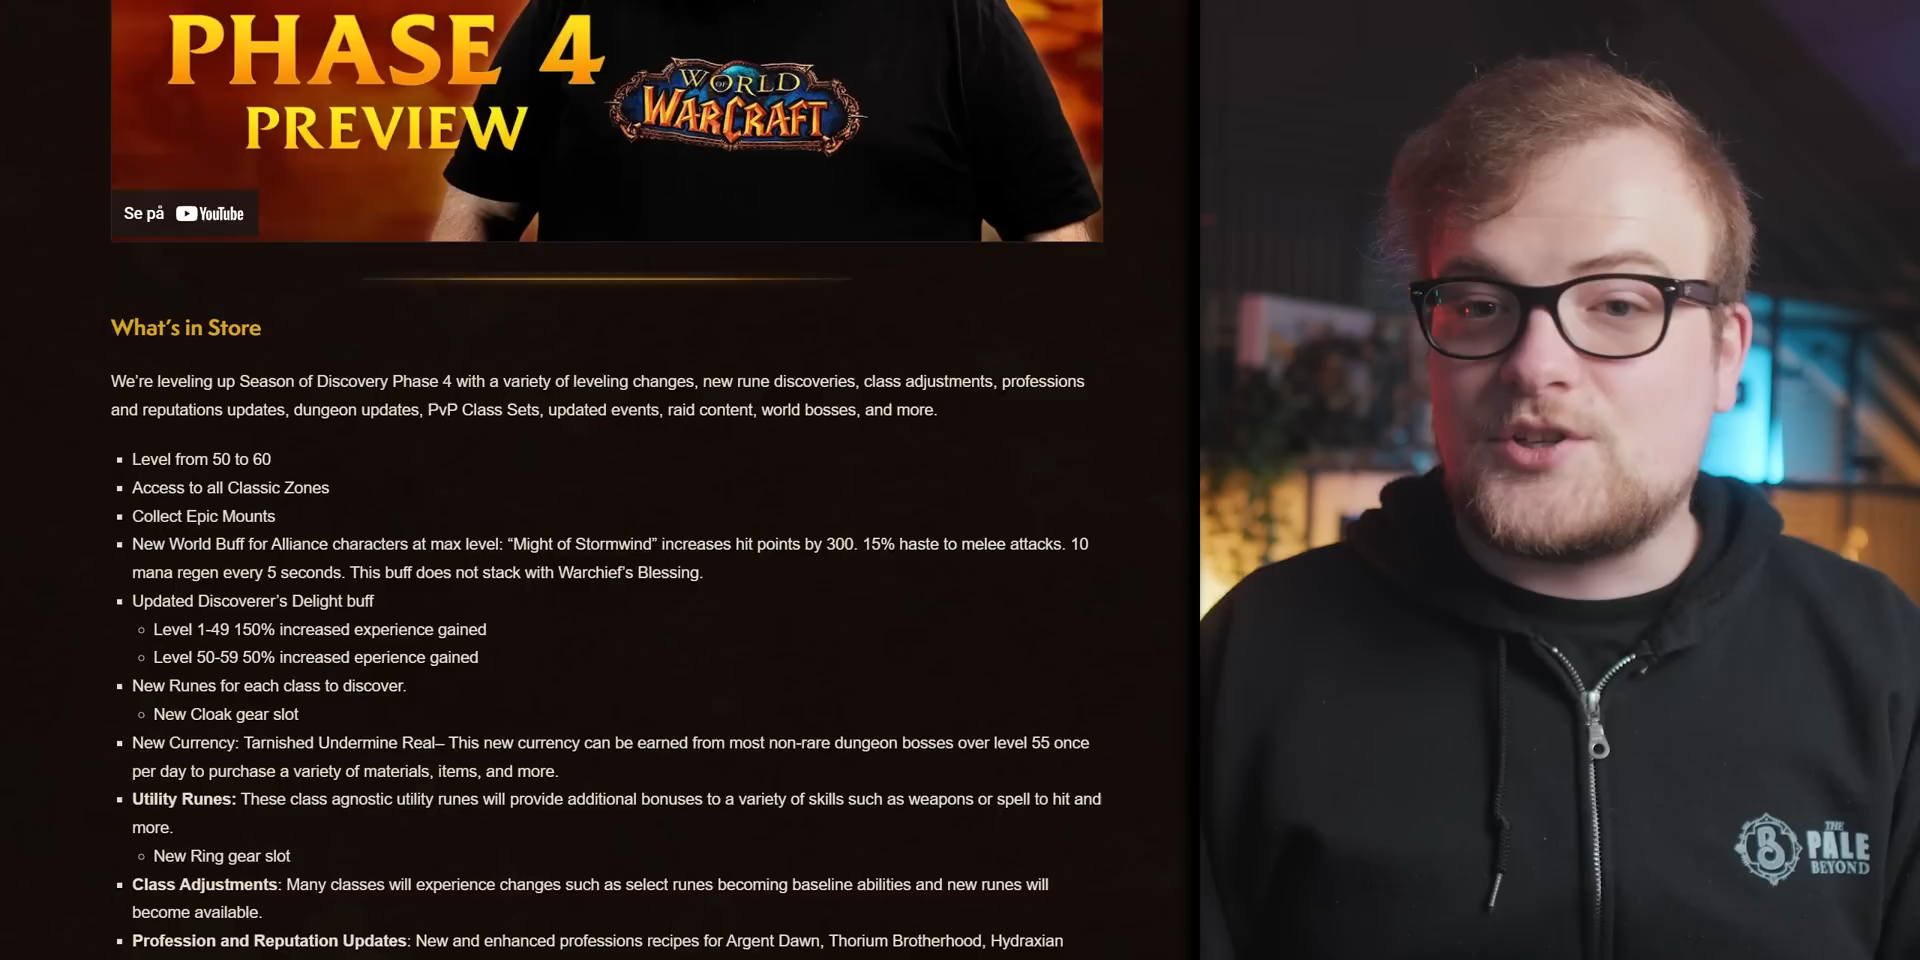 PHASE 4
PREVIEW
WORLD
OF
WARCRAFT
Se på YouTube
What's in Store
We're leveling up Season of Discovery Phase 4 with a variety of leveling changes, new rune discoveries, class adjustments, professions
and reputations updates, dungeon updates, PvP Class Sets, updated events, raid content, world bosses, and more.
Level from 50 to 60
Access to all Classic Zones
Collect Epic Mounts
New World Buff for Alliance characters at max level: “Might of Stormwind” increases hit points by 300. 15% haste to melee attacks. 10
mana regen every 5 seconds. This buff does not stack with Warchief's Blessing.
Updated Discoverer's Delight buff
Level 1-49 150% increased experience gained
Level 50-59 50% increased eperience gained
New Runes for each class to discover.
New Cloak gear slot
New Currency: Tarnished Undermine Real– This new currency can be earned from most non-rare dungeon bosses over level 55 once
per day to purchase a variety of materials, items, and more.
Utility Runes: These class agnostic utility runes will provide additional bonuses to a variety of skills such as weapons or spell to hit and
more.
New Ring gear slot
Class Adjustments: Many classes will experience changes such as select runes becoming baseline abilities and new runes will
become available.
Profession and Reputation Updates: New and enhanced professions recipes for Argent Dawn, Thorium Brotherhood, Hydraxian
THE
PALE
BEYOND